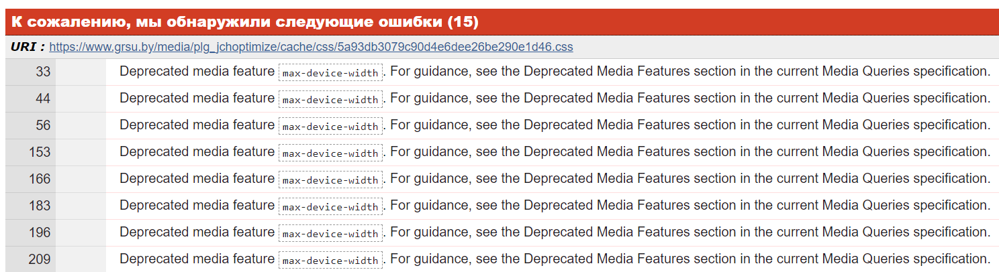 К сожалению, мы обнаружили следующие ошибки (15)
URI : https://www.grsu.by/media/plg_jchoptimize/cache/css/5a93db3079c90d4e6dee26be290e1d46.css
33 Deprecated media feature max-device-width. For guidance, see the Deprecated Media Features section in the current Media Queries specification.
44 Deprecated media feature max-device-width. For guidance, see the Deprecated Media Features section in the current Media Queries specification.
56 Deprecated media feature max-device-width. For guidance, see the Deprecated Media Features section in the current Media Queries specification.
153 Deprecated media feature max-device-width. For guidance, see the Deprecated Media Features section in the current Media Queries specification.
166 Deprecated media feature max-device-width. For guidance, see the Deprecated Media Features section in the current Media Queries specification.
183 Deprecated media feature max-device-width. For guidance, see the Deprecated Media Features section in the current Media Queries specification.
196 Deprecated media feature max-device-width. For guidance, see the Deprecated Media Features section in the current Media Queries specification.
209 Deprecated media feature max-device-width. For guidance, see the Deprecated Media Features section in the current Media Queries specification.